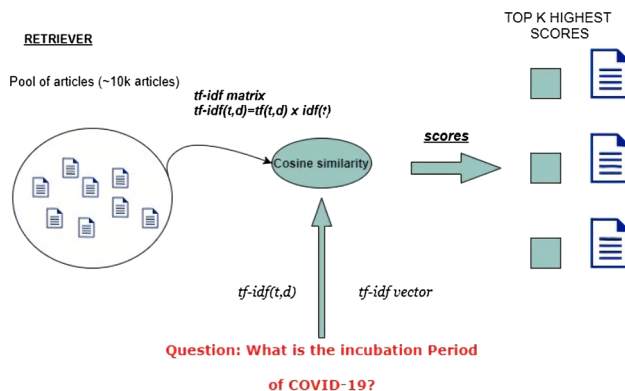 RETRIEVER
Pool of articles (~10k articles)
tf-idf matrix
tf-idf(t,d)=tf(t,d) x idf(t)
Cosine similarity
scores
TOP K HIGHEST
SCORES
tf-idf(t,d)
tf-idf vector
Question: What is the incubation Period
of COVID-19?